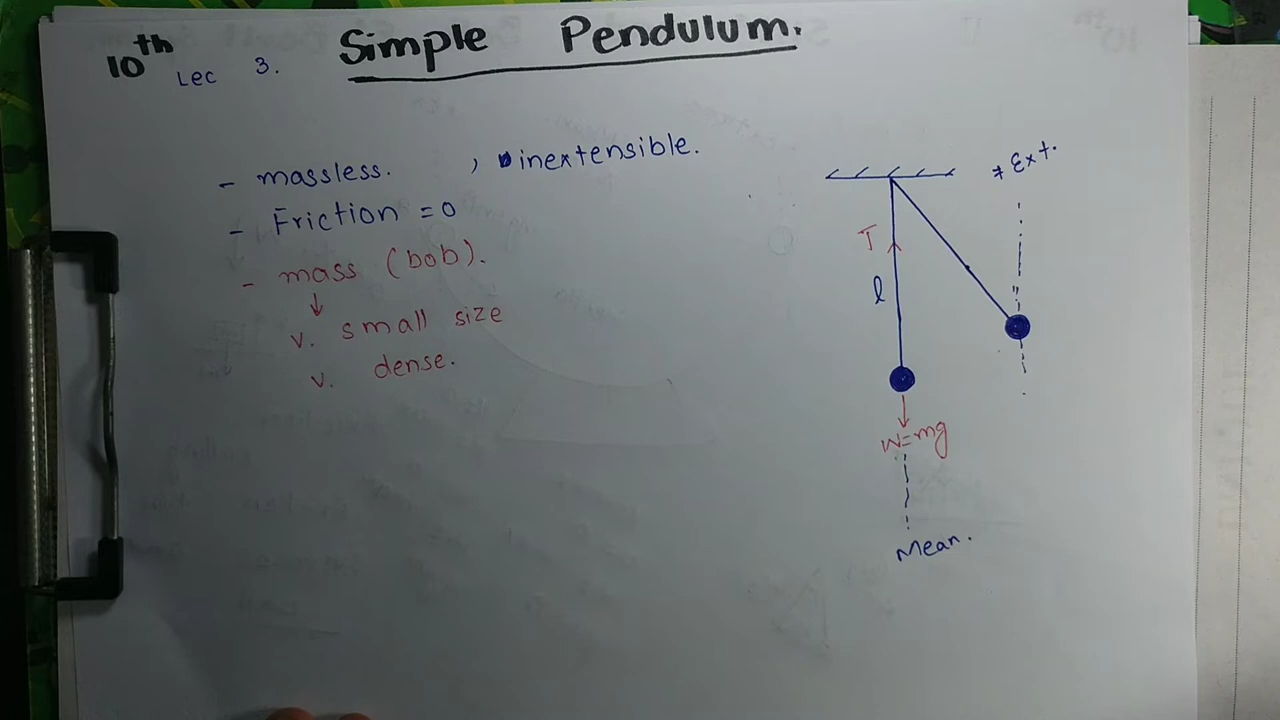 10th Lec 3. Simple Pendulum.
- massless. , inextensible.
- Friction = 0
- mass (bob).
↓
v. small size
v. dense.
* Ext.
T
l
W=mg
Mean.